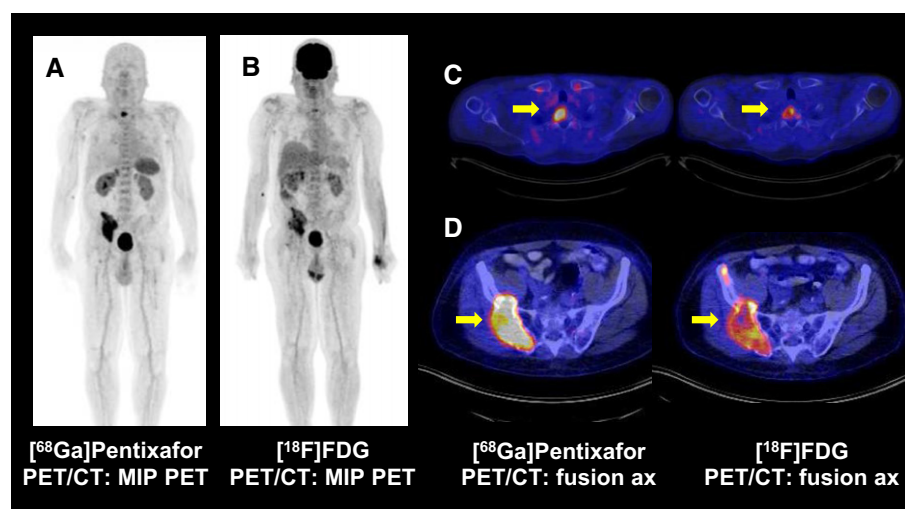 A
B
C
D
[⁶⁸Ga]Pentixafor
PET/CT: MIP PET
[¹⁸F]FDG
PET/CT: MIP PET
[⁶⁸Ga]Pentixafor
PET/CT: fusion ax
[¹⁸F]FDG
PET/CT: fusion ax